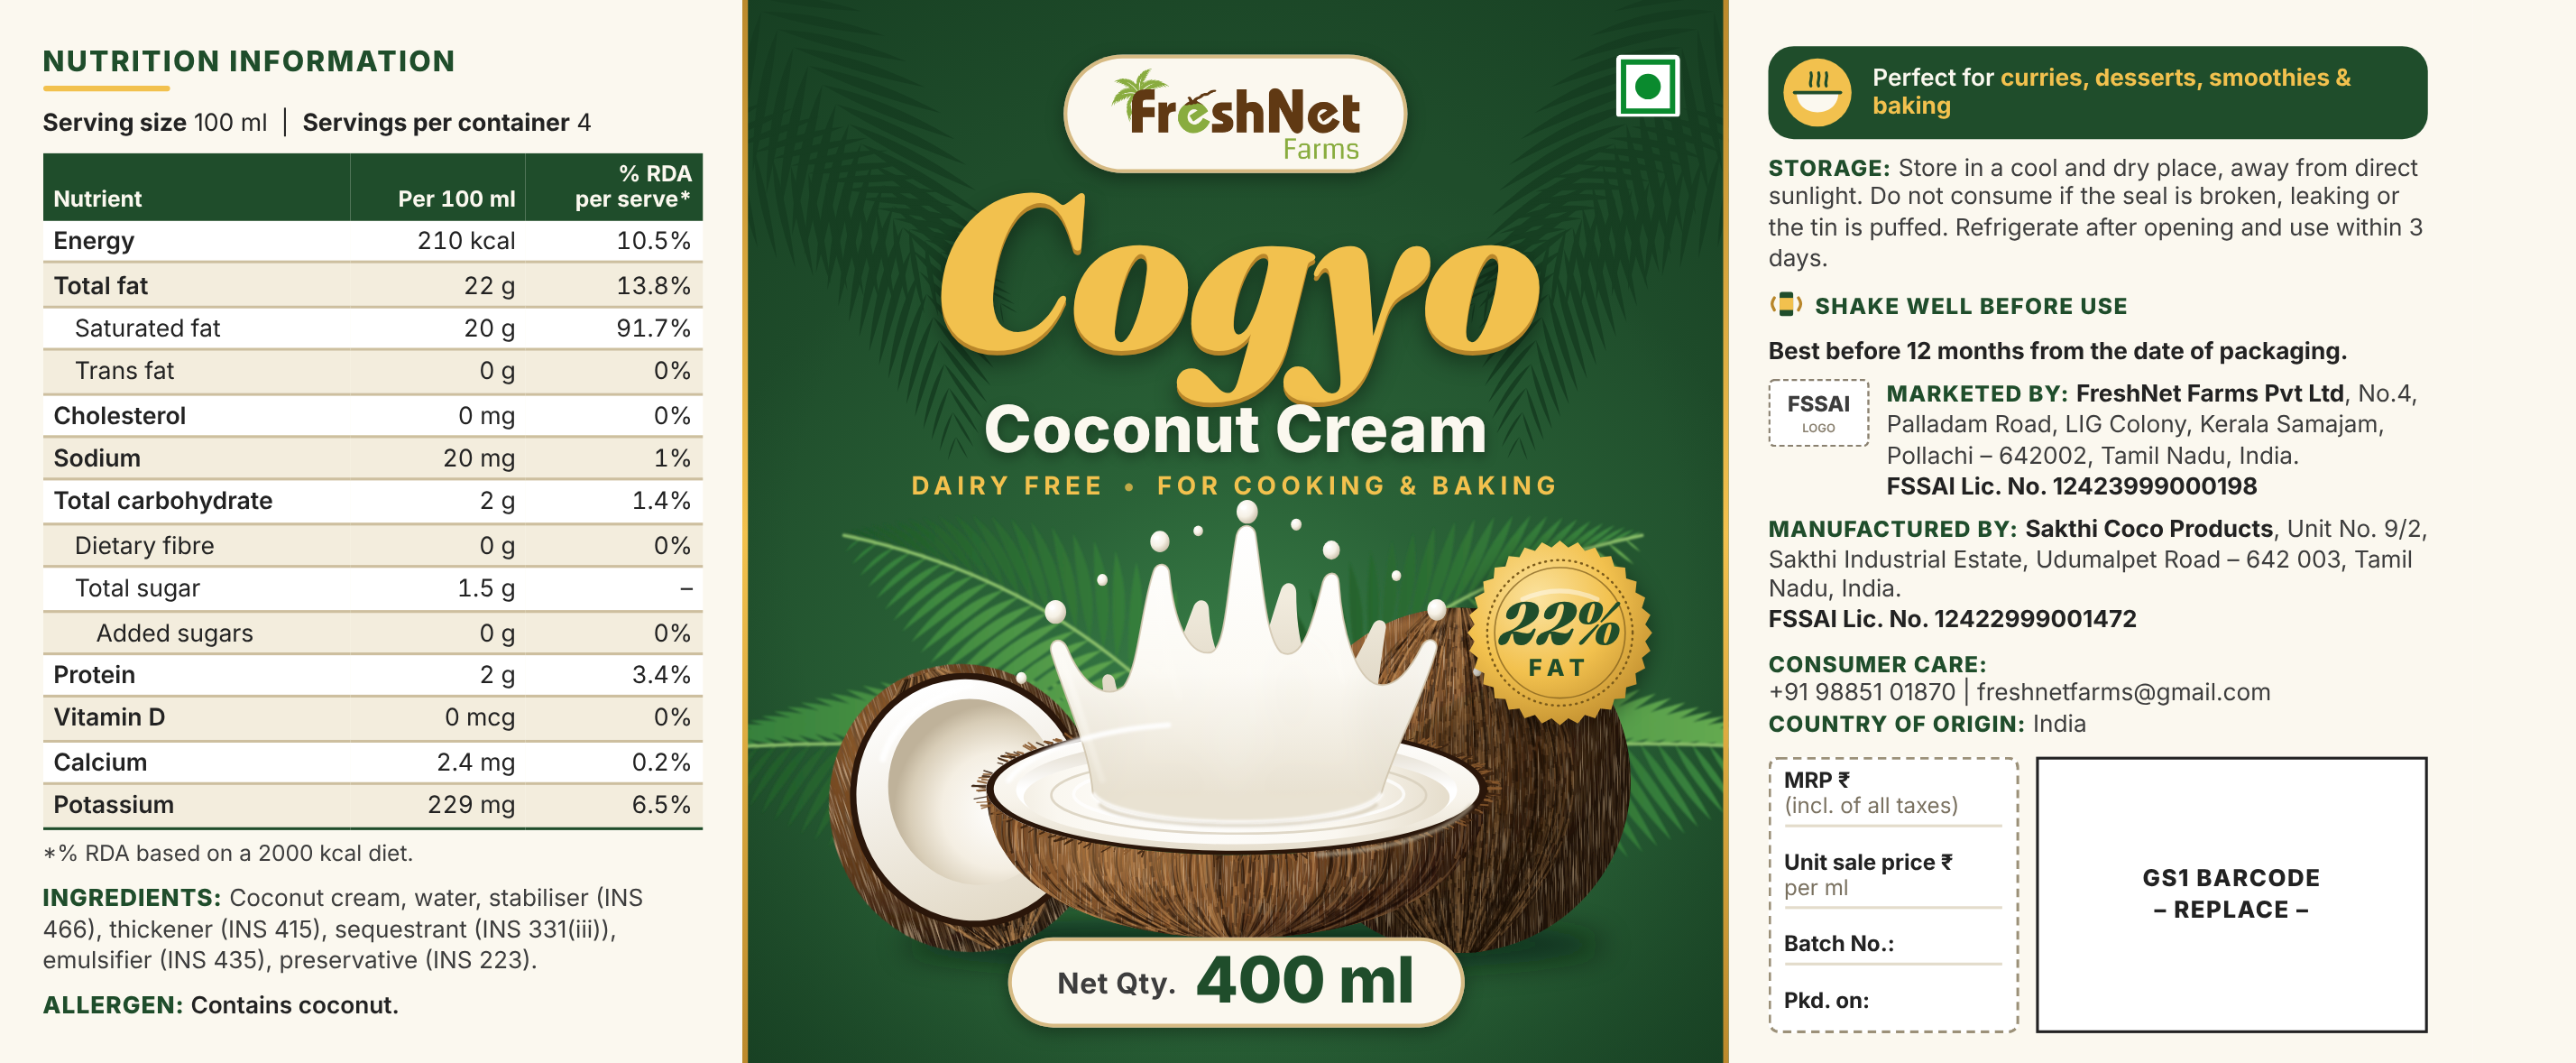 NUTRITION INFORMATION
Serving size 100 ml | Servings per container 4
Nutrient Per 100 ml % RDA per serve*
Energy 210 kcal 10.5%
Total fat 22 g 13.8%
Saturated fat 20 g 91.7%
Trans fat 0 g 0%
Cholesterol 0 mg 0%
Sodium 20 mg 1%
Total carbohydrate 2 g 1.4%
Dietary fibre 0 g 0%
Total sugar 1.5 g –
Added sugars 0 g 0%
Protein 2 g 3.4%
Vitamin D 0 mcg 0%
Calcium 2.4 mg 0.2%
Potassium 229 mg 6.5%
*% RDA based on a 2000 kcal diet.
INGREDIENTS: Coconut cream, water, stabiliser (INS
466), thickener (INS 415), sequestrant (INS 331(iii)),
emulsifier (INS 435), preservative (INS 223).
ALLERGEN: Contains coconut.
FreshNet
Farms
Cogyo
Coconut Cream
DAIRY FREE • FOR COOKING & BAKING
22%
FAT
Net Qty. 400 ml
Perfect for curries, desserts, smoothies &
baking
STORAGE: Store in a cool and dry place, away from direct
sunlight. Do not consume if the seal is broken, leaking or
the tin is puffed. Refrigerate after opening and use within 3
days.
SHAKE WELL BEFORE USE
Best before 12 months from the date of packaging.
FSSAI
LOGO
MARKETED BY: FreshNet Farms Pvt Ltd, No.4,
Palladam Road, LIG Colony, Kerala Samajam,
Pollachi – 642002, Tamil Nadu, India.
FSSAI Lic. No. 12423999000198
MANUFACTURED BY: Sakthi Coco Products, Unit No. 9/2,
Sakthi Industrial Estate, Udumalpet Road – 642 003, Tamil
Nadu, India.
FSSAI Lic. No. 12422999001472
CONSUMER CARE:
+91 98851 01870 | freshnetfarms@gmail.com
COUNTRY OF ORIGIN: India
MRP ₹
(incl. of all taxes)
Unit sale price ₹
per ml
Batch No.:
Pkd. on:
GS1 BARCODE
– REPLACE –